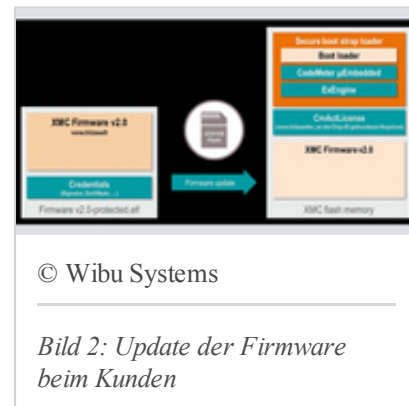 Secure boot strap loader
Boot loader
CodeMeter µEmbedded
ExEngine
CmActLicense
XMC Firmware v2.0
XMC Firmware v2.0
Credentials
Firmware update
Firmware v2.0-protected.elf
XMC flash memory
© Wibu Systems
Bild 2: Update der Firmware
beim Kunden